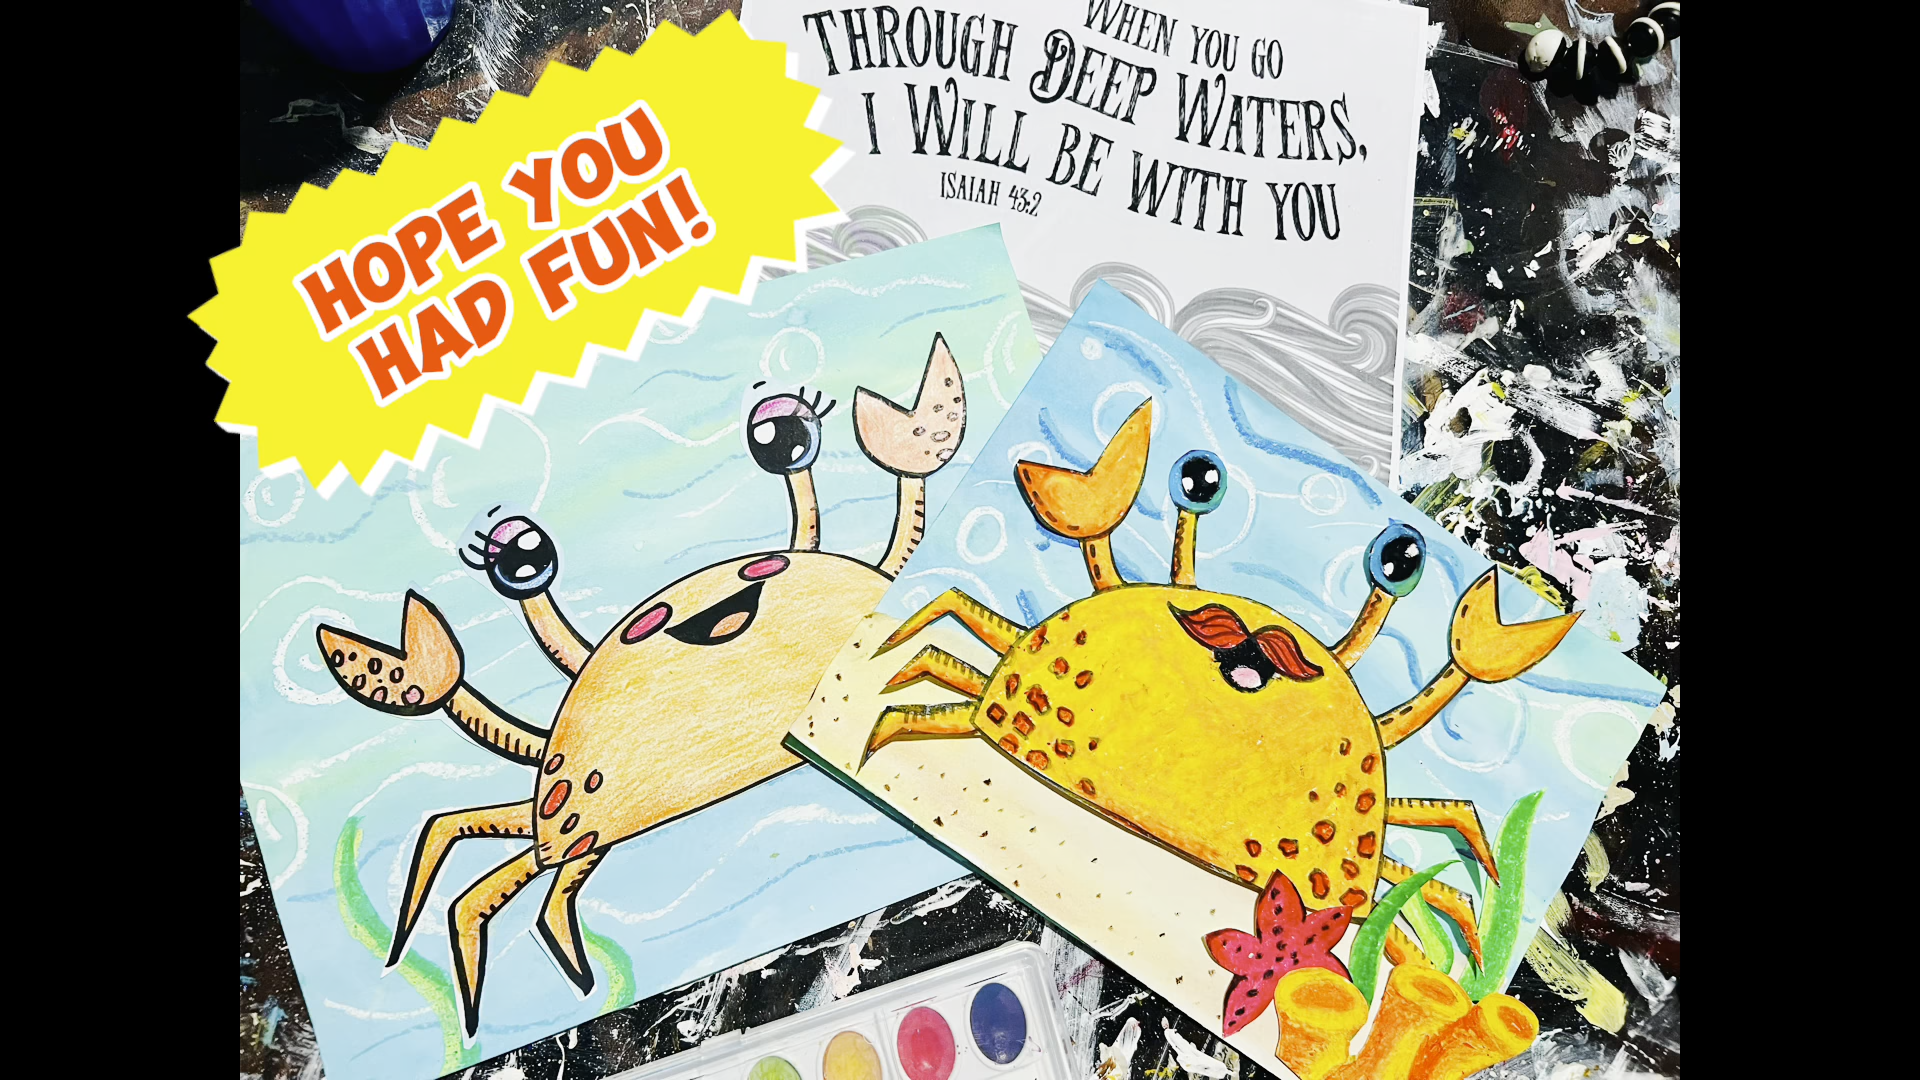 HOPE YOU
HAD FUN!
WHEN YOU GO
THROUGH DEEP WATERS,
I WILL BE WITH YOU
ISAIAH 43:2